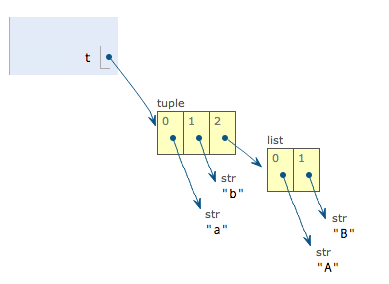 t
tuple
0 1 2
list
0 1
str
"b"
str
"a"
str
"B"
str
"A"